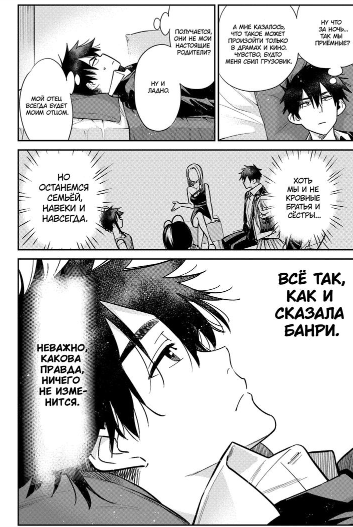 НУ ЧТО
ЗА НОЧЬ...
ТАК МЫ
ПРИЁМНЫЕ?
А МНЕ КАЗАЛОСЬ,
ЧТО ТАКОЕ МОЖЕТ
ПРОИЗОЙТИ ТОЛЬКО
В ДРАМАХ И КИНО.
ЧУВСТВО, БУДТО
МЕНЯ СБИЛ ГРУЗОВИК.
ПОЛУЧАЕТСЯ,
ОНИ НЕ МОИ
НАСТОЯЩИЕ
РОДИТЕЛИ?
НУ И
ЛАДНО.
МОЙ ОТЕЦ
ВСЕГДА БУДЕТ
МОИМ ОТЦОМ.
ХОТЬ
МЫ И НЕ
КРОВНЫЕ
БРАТЬЯ И
СЁСТРЫ...
НО
ОСТАНЕМСЯ
СЕМЬЁЙ,
НАВЕКИ И
НАВСЕГДА.
ВСЁ ТАК,
КАК И
СКАЗАЛА
БАНРИ.
НЕВАЖНО,
КАКОВА
ПРАВДА,
НИЧЕГО
НЕ ИЗМЕ-
НИТСЯ.